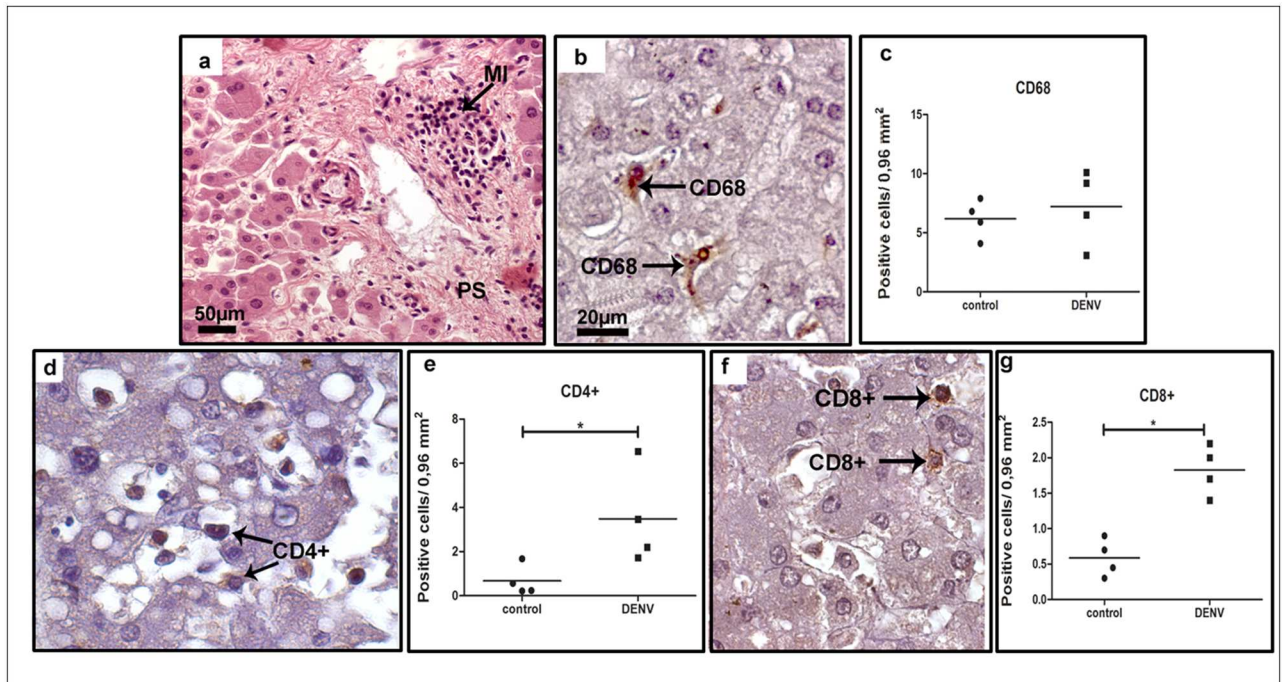 a
MI
PS
50µm
b
CD68
CD68
20µm
c
CD68
Positive cells/ 0,96 mm²
15
10
5
0
control
DENV
d
CD4+
e
CD4+
*
Positive cells/ 0,96 mm²
8
6
4
2
0
control
DENV
f
CD8+
CD8+
g
CD8+
*
Positive cells/ 0,96 mm²
2.5
2.0
1.5
1.0
0.5
0.0
control
DENV